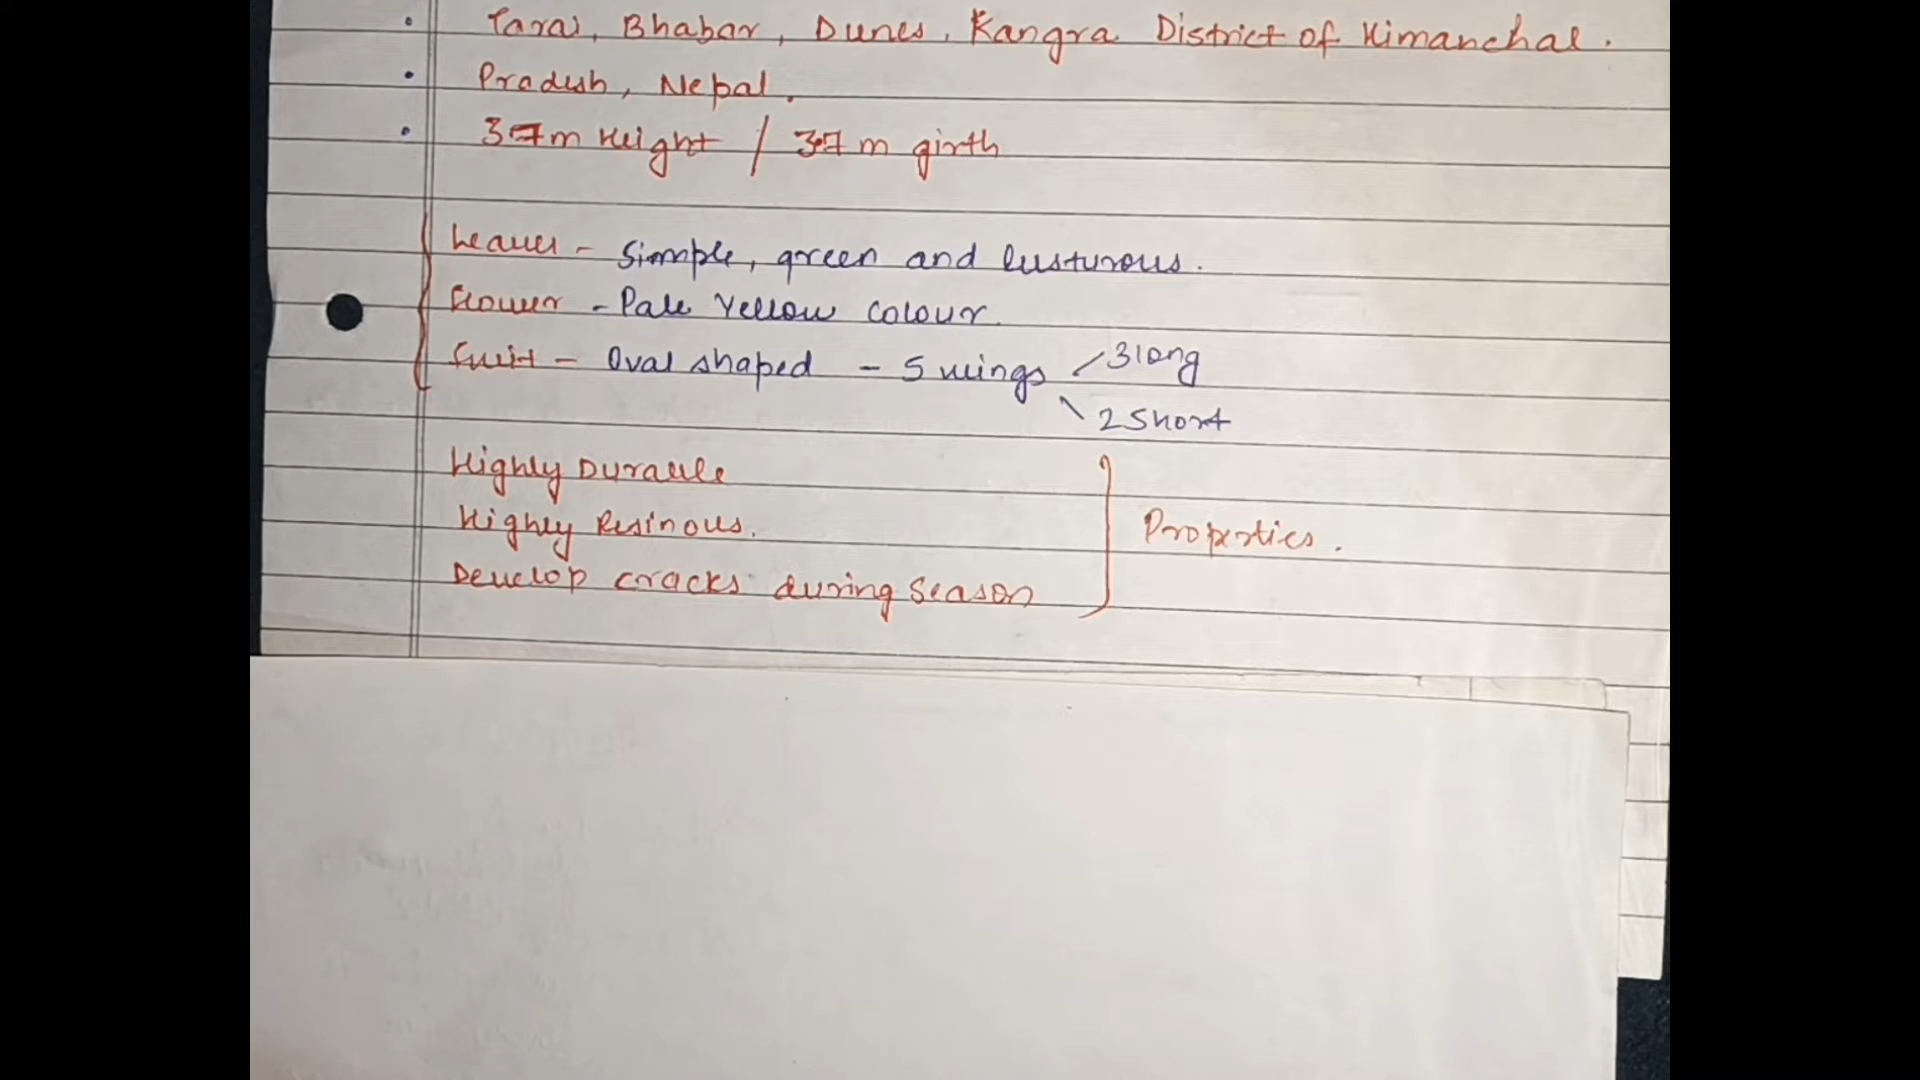 • Tarai, Bhabar, Dunes, Kangra District of Himanchal.
• Pradesh, Nepal.
• 37m Height / 3.7 m girth
Leaves - Simple, green and lusturous.
Flower - Pale Yellow colour
Fruit - Oval shaped - 5 wings / 3 long
\ 2 Short
Highly Durable
Highly Resinous.
Properties.
Develop cracks during Season